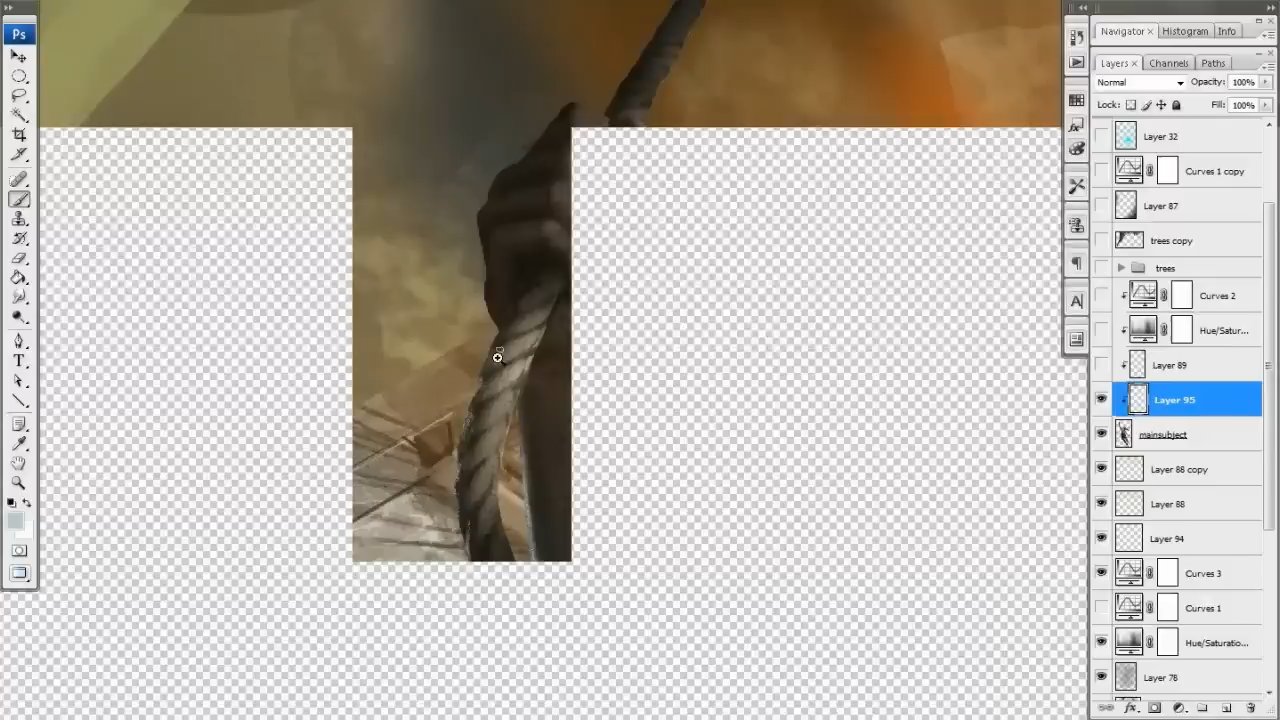 Ps
Navigator × Histogram Info
Layers × Channels Paths
Normal Opacity: 100%
Lock: Fill: 100%
Layer 32
Curves 1 copy
Layer 87
trees copy
trees
Curves 2
Hue/Satur...
Layer 89
Layer 95
mainsubject
Layer 88 copy
Layer 88
Layer 94
Curves 3
Curves 1
Hue/Saturatio...
Layer 78
T
A
fx